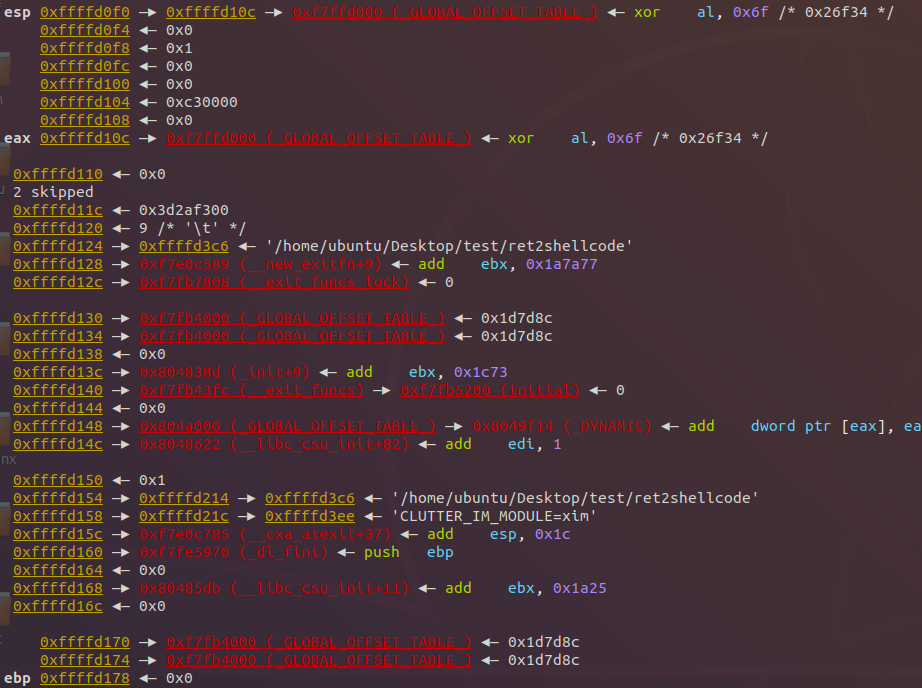 esp 0xffffd0f0 —▸ 0xffffd10c —▸ 0xf7ffd000 (_GLOBAL_OFFSET_TABLE_) ◂— xor    al, 0x6f /* 0x26f34 */
0xffffd0f4 ◂— 0x0
0xffffd0f8 ◂— 0x1
0xffffd0fc ◂— 0x0
0xffffd100 ◂— 0x0
0xffffd104 ◂— 0xc30000
0xffffd108 ◂— 0x0
eax 0xffffd10c —▸ 0xf7ffd000 (_GLOBAL_OFFSET_TABLE_) ◂— xor    al, 0x6f /* 0x26f34 */
0xffffd110 ◂— 0x0
2 skipped
0xffffd11c ◂— 0x3d2af300
0xffffd120 ◂— 9 /* '\t' */
0xffffd124 —▸ 0xffffd3c6 ◂— '/home/ubuntu/Desktop/test/ret2shellcode'
0xffffd128 —▸ 0xf7e0c589 (__new_exitfn+9) ◂— add    ebx, 0x1a7a77
0xffffd12c —▸ 0xf7fb7808 (__exit_funcs_lock) ◂— 0
0xffffd130 —▸ 0xf7fb4000 (_GLOBAL_OFFSET_TABLE_) ◂— 0x1d7d8c
0xffffd134 —▸ 0xf7fb4000 (_GLOBAL_OFFSET_TABLE_) ◂— 0x1d7d8c
0xffffd138 ◂— 0x0
0xffffd13c —▸ 0x804838d (_init+9) ◂— add    ebx, 0x1c73
0xffffd140 —▸ 0xf7fb43fc (__exit_funcs) —▸ 0xf7fb5200 (initial) ◂— 0
0xffffd144 ◂— 0x0
0xffffd148 —▸ 0x804a000 (_GLOBAL_OFFSET_TABLE_) —▸ 0x8049f14 (_DYNAMIC) ◂— add    dword ptr [eax], ea
0xffffd14c —▸ 0x8048622 (__libc_csu_init+82) ◂— add    edi, 1
nx
0xffffd150 ◂— 0x1
0xffffd154 —▸ 0xffffd214 —▸ 0xffffd3c6 ◂— '/home/ubuntu/Desktop/test/ret2shellcode'
0xffffd158 —▸ 0xffffd21c —▸ 0xffffd3ee ◂— 'CLUTTER_IM_MODULE=xim'
0xffffd15c —▸ 0xf7e0c785 (__cxa_atexit+37) ◂— add    esp, 0x1c
0xffffd160 —▸ 0xf7fe5970 (_dl_fini) ◂— push   ebp
0xffffd164 ◂— 0x0
0xffffd168 —▸ 0x80485db (__libc_csu_init+11) ◂— add    ebx, 0x1a25
0xffffd16c ◂— 0x0
0xffffd170 —▸ 0xf7fb4000 (_GLOBAL_OFFSET_TABLE_) ◂— 0x1d7d8c
0xffffd174 —▸ 0xf7fb4000 (_GLOBAL_OFFSET_TABLE_) ◂— 0x1d7d8c
ebp 0xffffd178 ◂— 0x0